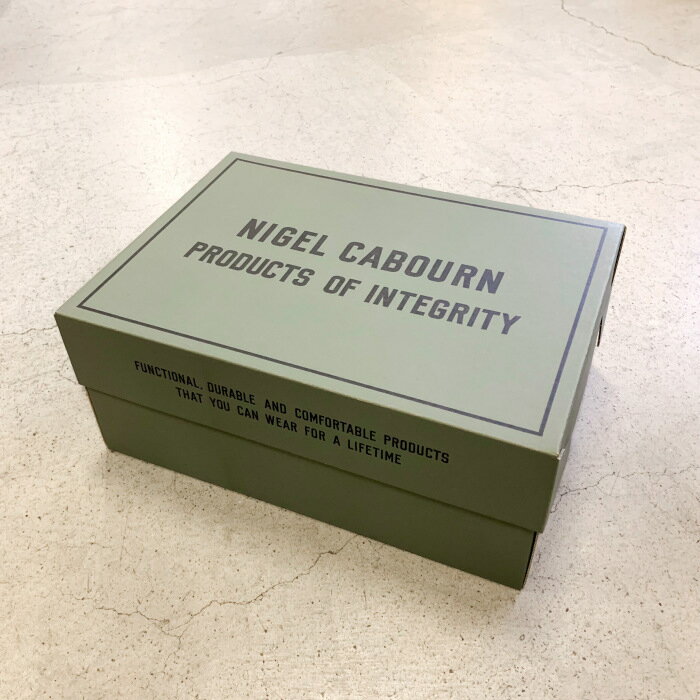 NIGEL CABOURN
PRODUCTS OF INTEGRITY
FUNCTIONAL, DURABLE AND COMFORTABLE PRODUCTS
THAT YOU CAN WEAR FOR A LIFETIME